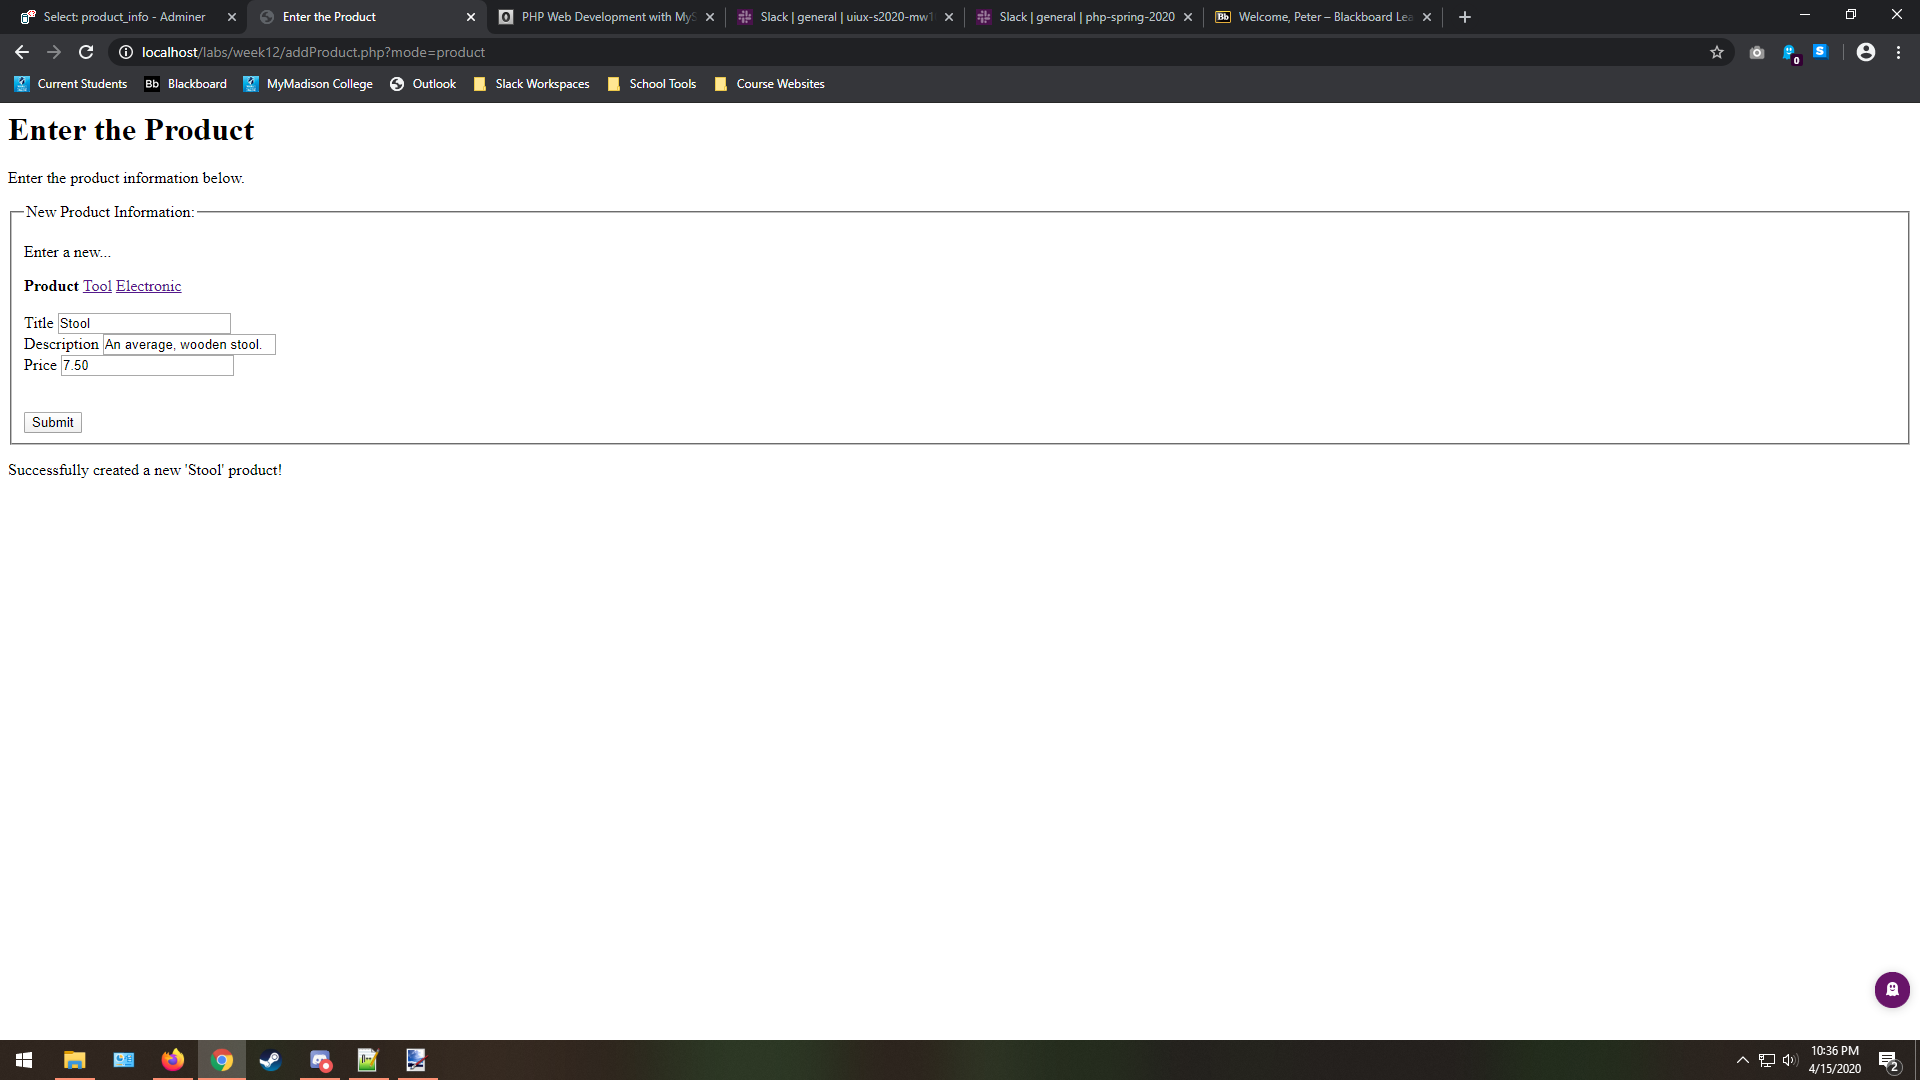 Select: product_info - Adminer
Enter the Product
PHP Web Development with MyS
Slack | general | uiux-s2020-mw1
Slack | general | php-spring-2020
Bb Welcome, Peter – Blackboard Lea
localhost/labs/week12/addProduct.php?mode=product
0
S
Current Students
Bb Blackboard
MyMadison College
Outlook
Slack Workspaces
School Tools
Course Websites
Enter the Product
Enter the product information below.
New Product Information:
Enter a new...
Product Tool Electronic
Title Stool
Description An average, wooden stool.
Price 7.50
Submit
Successfully created a new 'Stool' product!
10:36 PM
4/15/2020
2